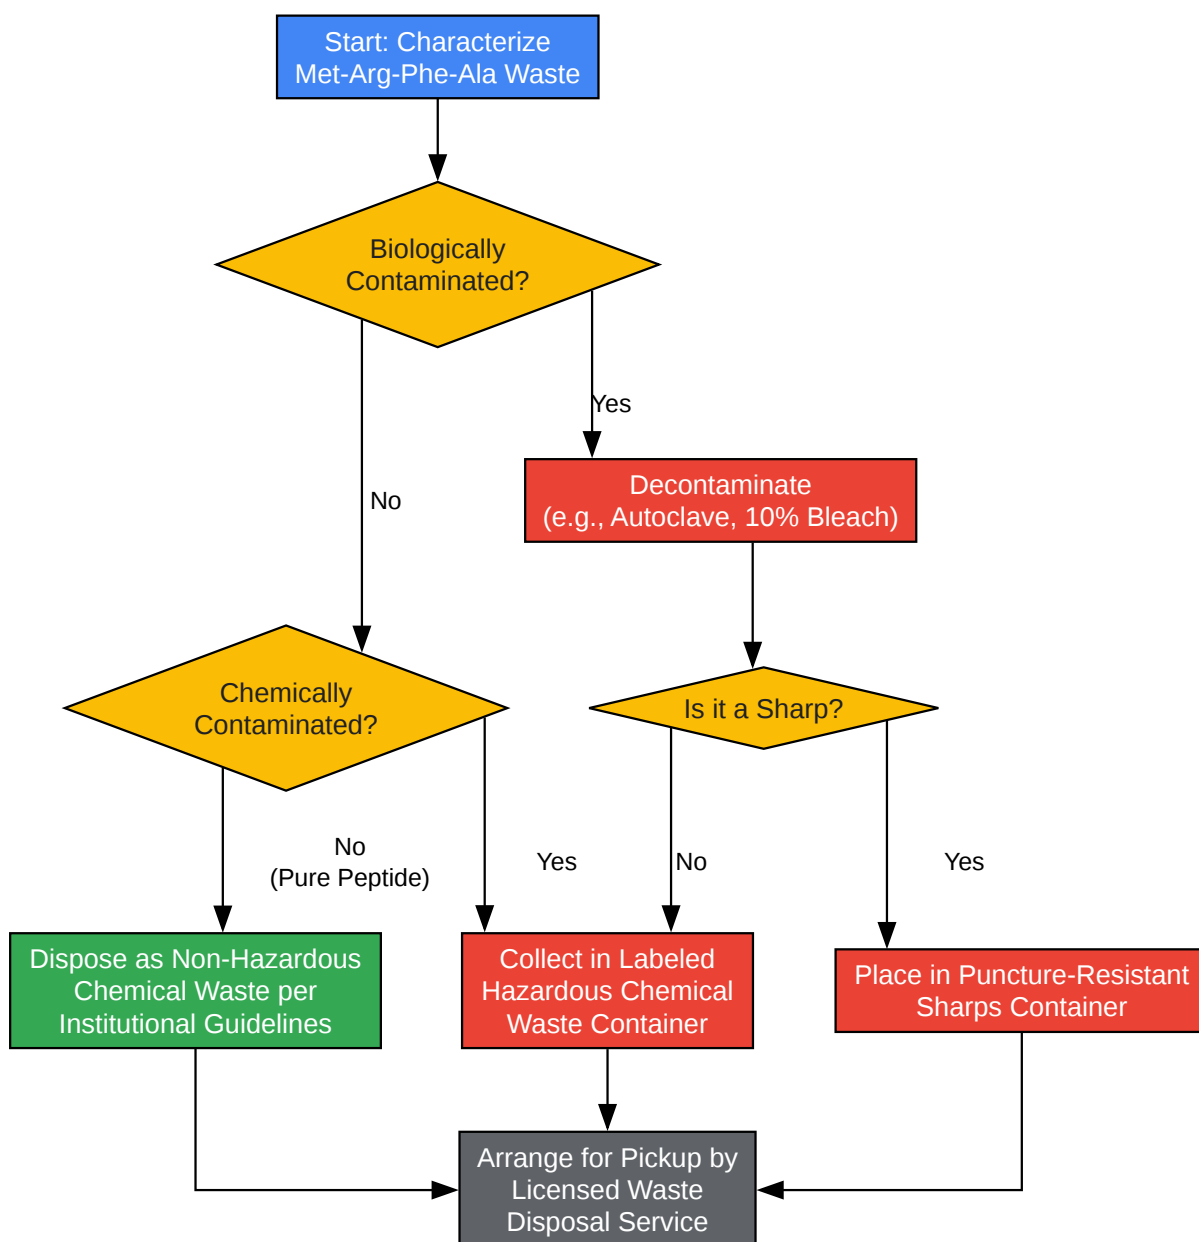 Start: Characterize
Met-Arg-Phe-Ala Waste
Biologically
Contaminated?
Yes
Decontaminate
(e.g., Autoclave, 10% Bleach)
No
Chemically
Contaminated?
Is it a Sharp?
No
(Pure Peptide)
Yes
No
Yes
Dispose as Non-Hazardous
Chemical Waste per
Institutional Guidelines
Collect in Labeled
Hazardous Chemical
Waste Container
Place in Puncture-Resistant
Sharps Container
Arrange for Pickup by
Licensed Waste
Disposal Service